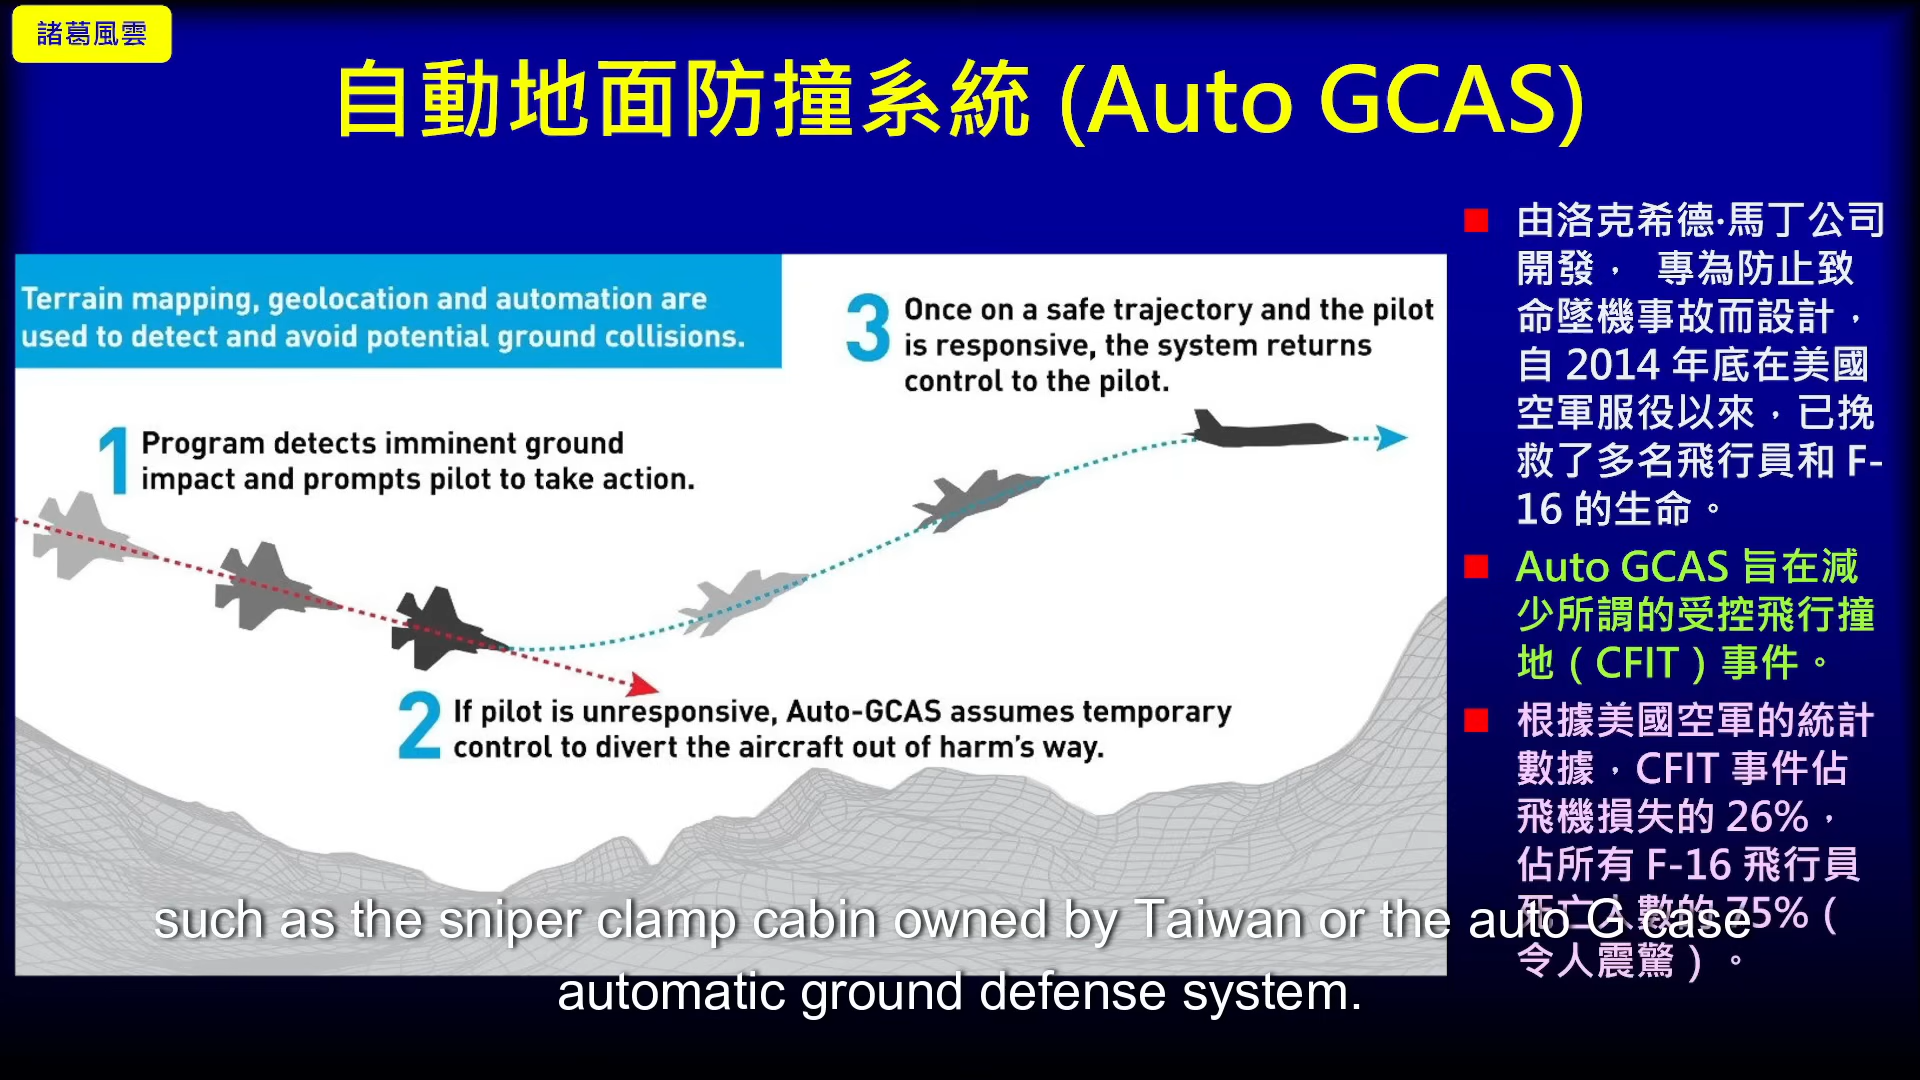 諸葛風雲
自動地面防撞系統 (Auto GCAS)
Terrain mapping, geolocation and automation are
used to detect and avoid potential ground collisions.
1 Program detects imminent ground
impact and prompts pilot to take action.
2 If pilot is unresponsive, Auto-GCAS assumes temporary
control to divert the aircraft out of harm's way.
3 Once on a safe trajectory and the pilot
is responsive, the system returns
control to the pilot.
由洛克希德·馬丁公司
開發， 專為防止致
命墜機事故而設計，
自 2014 年底在美國
空軍服役以來，已挽
救了多名飛行員和 F-
16 的生命。
Auto GCAS 旨在減
少所謂的受控飛行撞
地（CFIT）事件。
根據美國空軍的統計
數據，CFIT 事件佔
飛機損失的 26%，
佔所有 F-16 飛行員
死亡人數的 75%（
令人震驚）。
such as the sniper clamp cabin owned by Taiwan or the auto G case
automatic ground defense system.